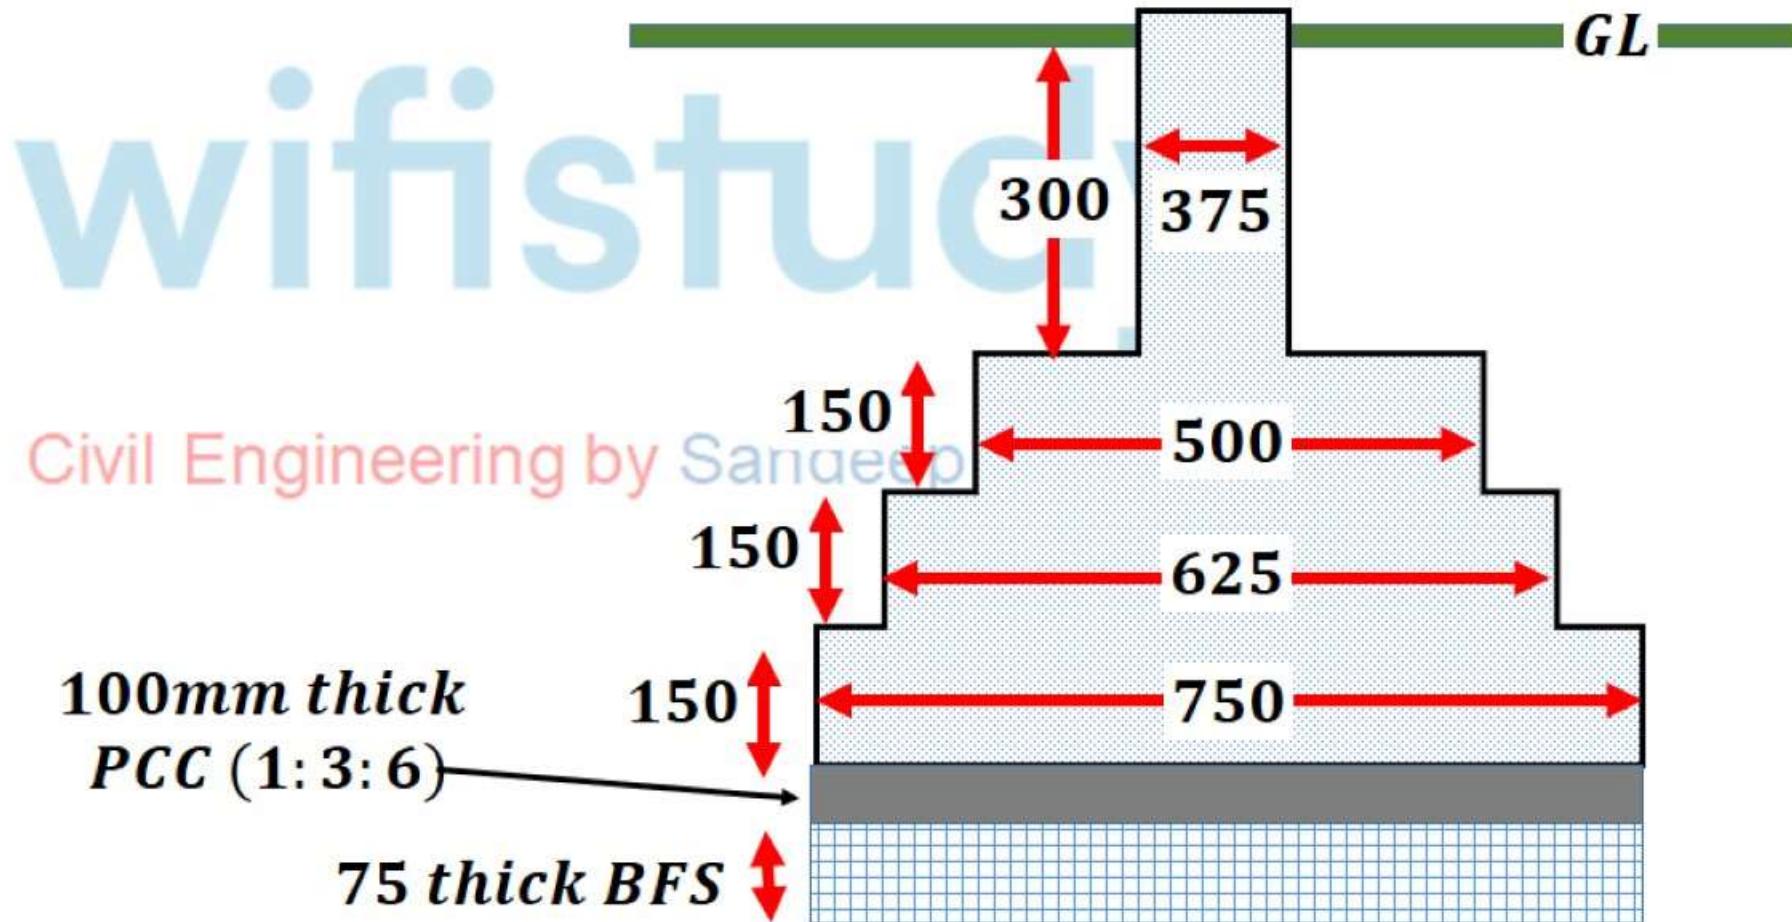 GL
wifistudy
300
375
150
500
Civil Engineering by Sandeep
150
625
100mm thick
PCC (1:3:6)
150
750
75 thick BFS